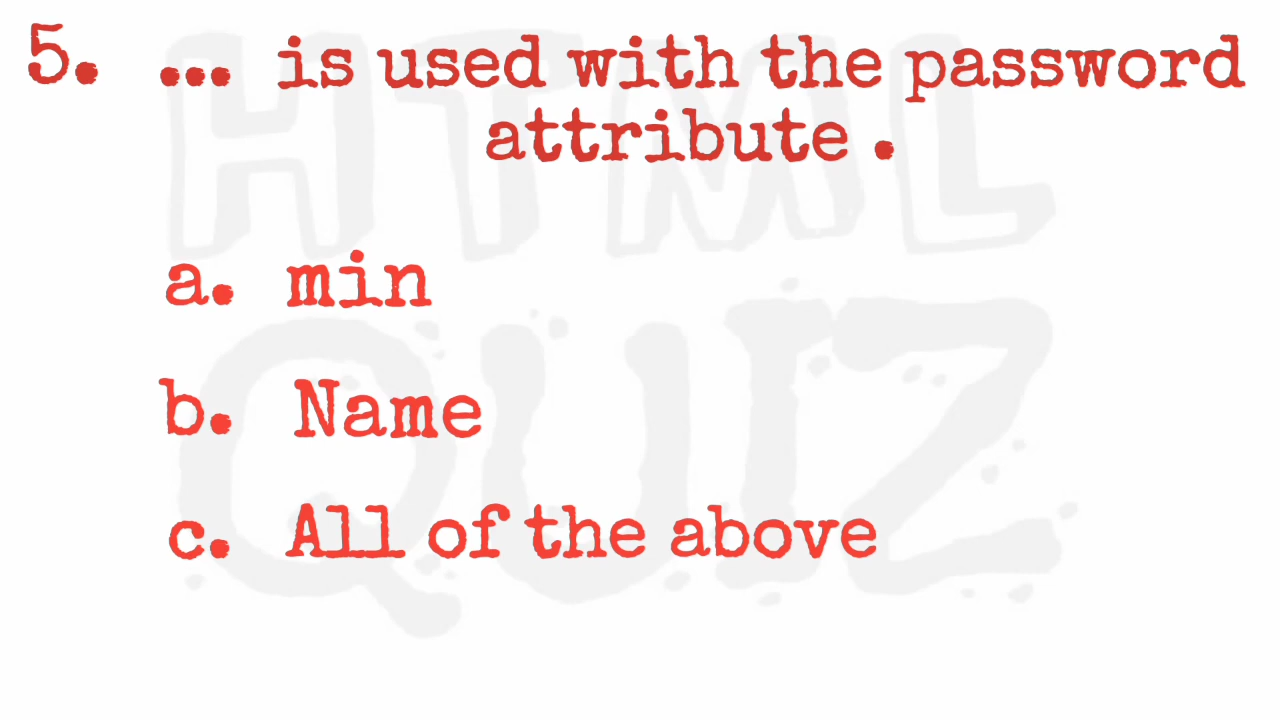 5. ... is used with the password
attribute .
a. min
b. Name
c. All of the above
HTML
QUIZ